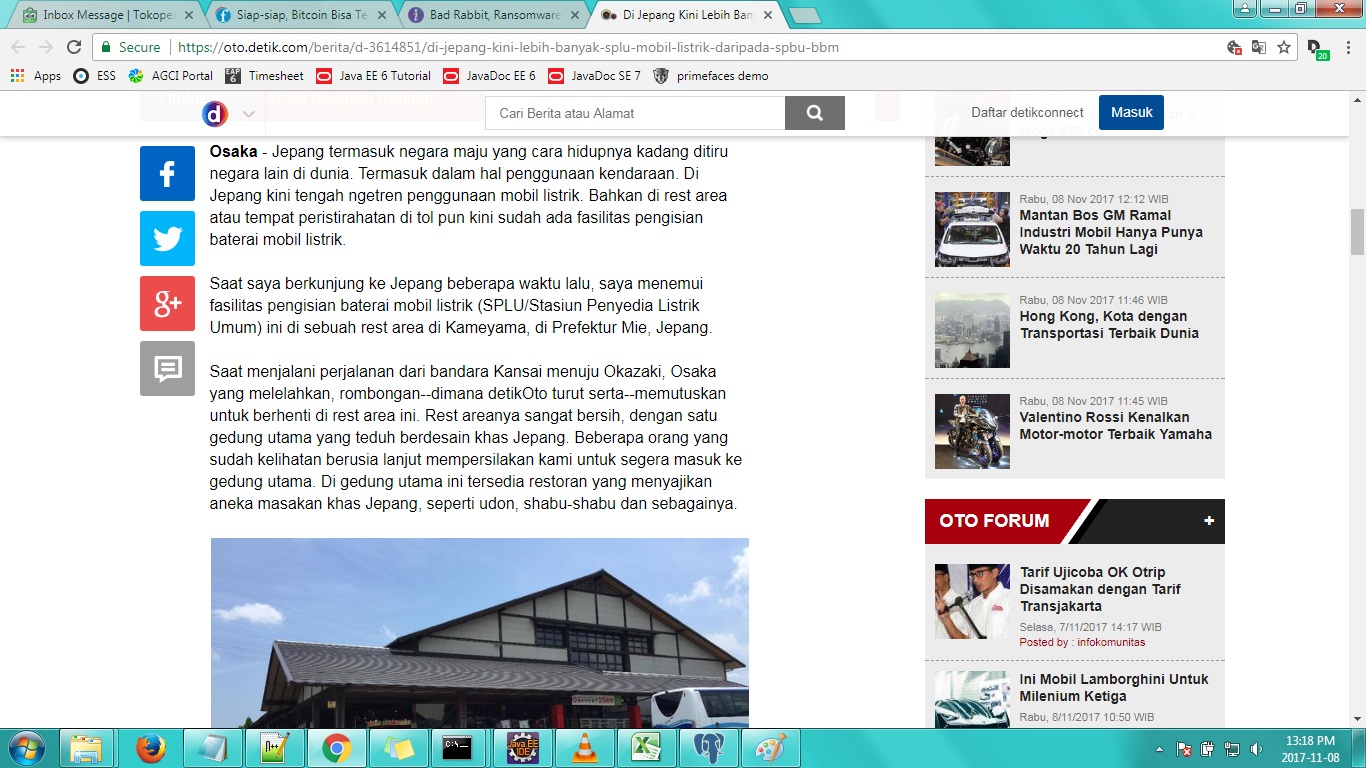 Inbox Message | Tokoped
Siap-siap, Bitcoin Bisa Te
Bad Rabbit, Ransomware
Di Jepang Kini Lebih Ban
Secure
https://oto.detik.com/berita/d-3614851/di-jepang-kini-lebih-banyak-splu-mobil-listrik-daripada-spbu-bbm
20
Apps
ESS
AGCI Portal
EAP 6
Timesheet
Java EE 6 Tutorial
JavaDoc EE 6
JavaDoc SE 7
primefaces demo
d
Cari Berita atau Alamat
Daftar detikconnect
Masuk
Osaka - Jepang termasuk negara maju yang cara hidupnya kadang ditiru
negara lain di dunia. Termasuk dalam hal penggunaan kendaraan. Di
Jepang kini tengah ngetren penggunaan mobil listrik. Bahkan di rest area
atau tempat peristirahatan di tol pun kini sudah ada fasilitas pengisian
baterai mobil listrik.
Saat saya berkunjung ke Jepang beberapa waktu lalu, saya menemui
fasilitas pengisian baterai mobil listrik (SPLU/Stasiun Penyedia Listrik
Umum) ini di sebuah rest area di Kameyama, di Prefektur Mie, Jepang.
Saat menjalani perjalanan dari bandara Kansai menuju Okazaki, Osaka
yang melelahkan, rombongan--dimana detikOto turut serta--memutuskan
untuk berhenti di rest area ini. Rest areanya sangat bersih, dengan satu
gedung utama yang teduh berdesain khas Jepang. Beberapa orang yang
sudah kelihatan berusia lanjut mempersilakan kami untuk segera masuk ke
gedung utama. Di gedung utama ini tersedia restoran yang menyajikan
aneka masakan khas Jepang, seperti udon, shabu-shabu dan sebagainya.
Rabu, 08 Nov 2017 12:12 WIB
Mantan Bos GM Ramal
Industri Mobil Hanya Punya
Waktu 20 Tahun Lagi
Rabu, 08 Nov 2017 11:46 WIB
Hong Kong, Kota dengan
Transportasi Terbaik Dunia
Rabu, 08 Nov 2017 11:45 WIB
Valentino Rossi Kenalkan
Motor-motor Terbaik Yamaha
OTO FORUM
+
Tarif Ujicoba OK Otrip
Disamakan dengan Tarif
Transjakarta
Selasa, 7/11/2017 14:17 WIB
Posted by : infokomunitas
Ini Mobil Lamborghini Untuk
Milenium Ketiga
Rabu, 8/11/2017 10:50 WIB
Java EE
IDE
13:18 PM
2017-11-08